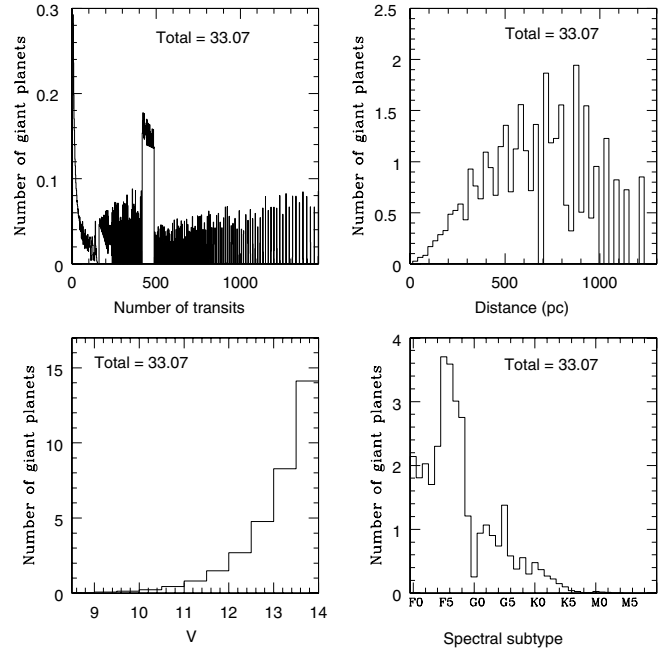 Number of giant planets
0.3
0.2
0.1
0
Total = 33.07
0 500 1000
Number of transits
Number of giant planets
2.5
2
1.5
1
0.5
0
Total = 33.07
0 500 1000
Distance (pc)
Number of giant planets
15
10
5
0
Total = 33.07
9 10 11 12 13 14
V
Number of giant planets
4
3
2
1
0
Total = 33.07
F0 F5 G0 G5 K0 K5 M0 M5
Spectral subtype